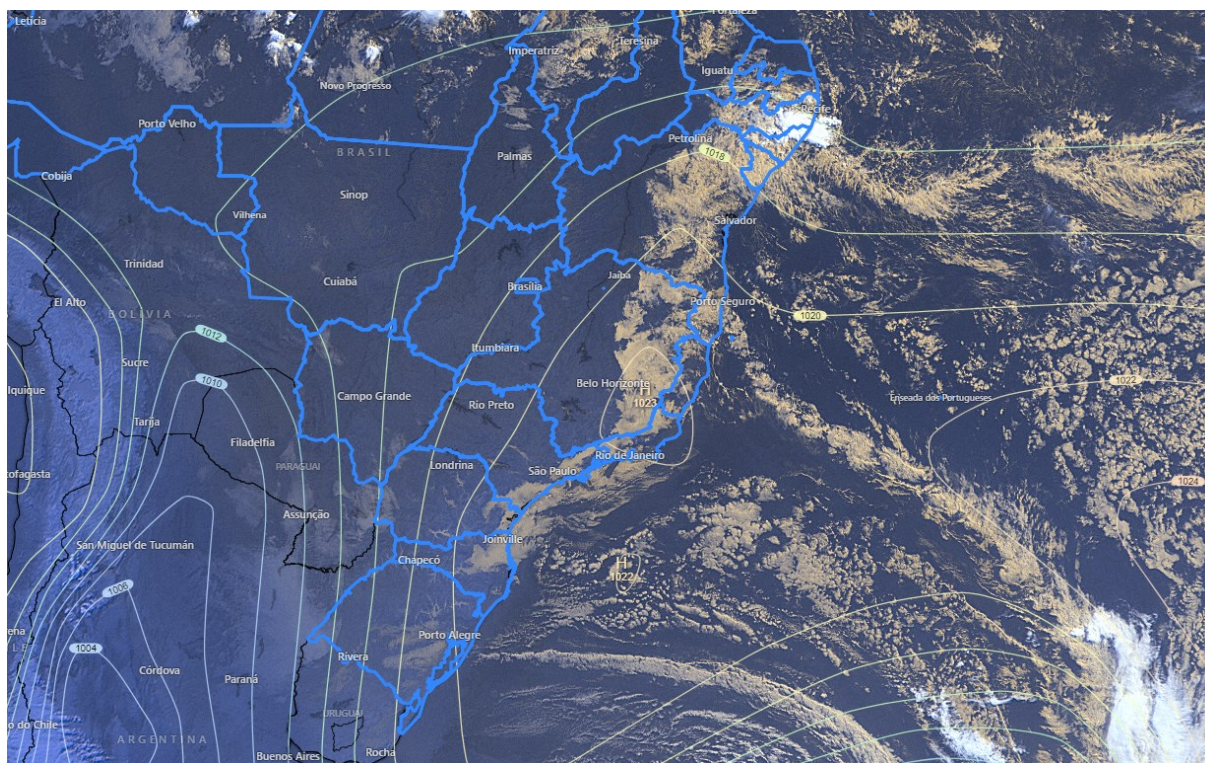 Letícia
Fortaleza
Imperatriz
Teresina
Iguatu
Novo Progresso
Recife
Porto Velho
Petrolina
BRASIL
1018
Palmas
Cobija
Sinop
Vilhena
Salvador
Trinidad
Jaíba
Cuiabá
Brasília
El Alto
Porto Seguro
BOLÍVIA
1020
1012
Itumbiara
Sucre
1010
1022
Iquique
Belo Horizonte
H
1023
Campo Grande
Enseada dos Portugueses
Rio Preto
Tarija
Filadelfia
Rio de Janeiro
PARAGUAI
Londrina
São Paulo
1024
Assunção
Joinville
San Miguel de Tucumán
Chapecó
H
1022
1006
Porto Alegre
1004
Rivera
Córdova
Paraná
URUGUAI
ARGENTINA
Rocha
Buenos Aires